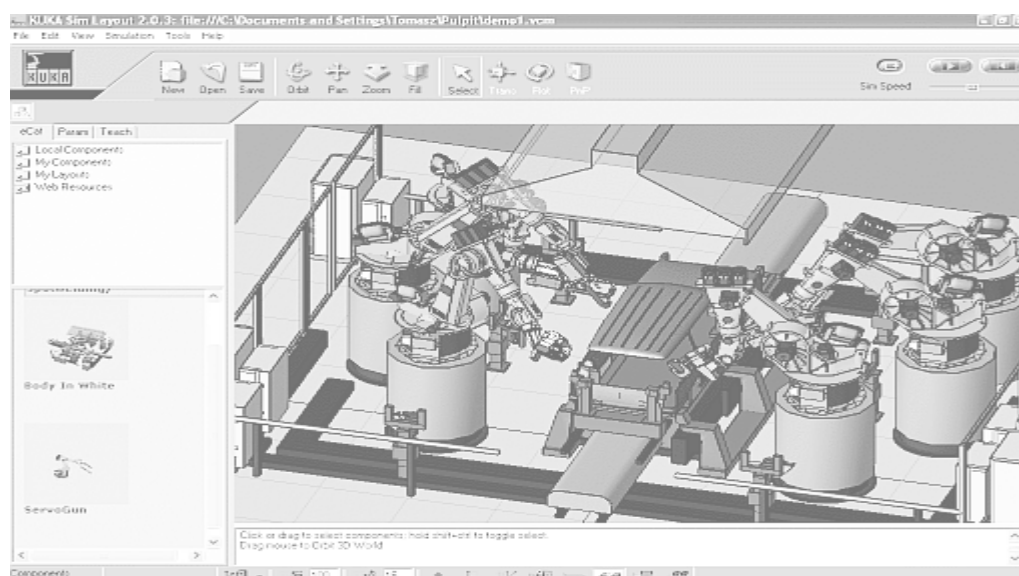 KUKA Sim Layout 2.0.3: file:///C:\Documents and Settings\Tomasz\Pulpit\demo1.vcm
File Edit View Simulation Tools Help
KUKA
New Open Save Orbit Pan Zoom Fill Select Trans Rot PnP
Sim Speed
eCat Param Teach
Local Components
My Components
My Layouts
Web Resources
Body In White
ServoGun
Click or drag to select components; hold shift+ctrl to toggle select.
Drag mouse to Orbit 3D World
Components